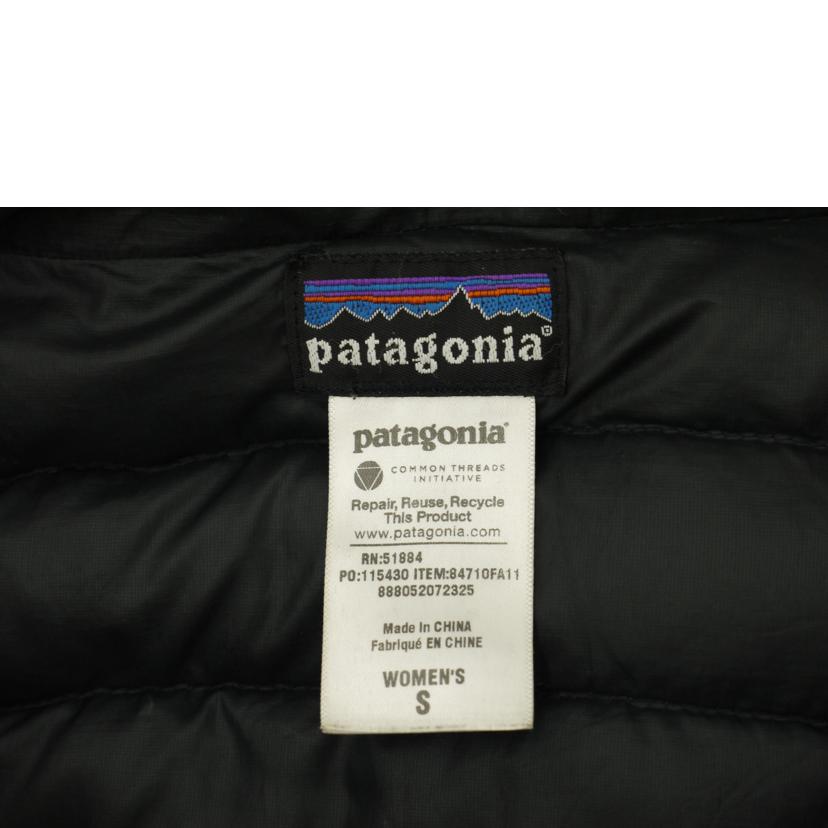 patagonia®
patagonia®
COMMON THREADS
INITIATIVE
Repair, Reuse, Recycle
This Product
www.patagonia.com
RN:51884
PO:115430 ITEM:84710FA11
888052072325
Made in CHINA
Fabriqué EN CHINE
WOMEN'S
S